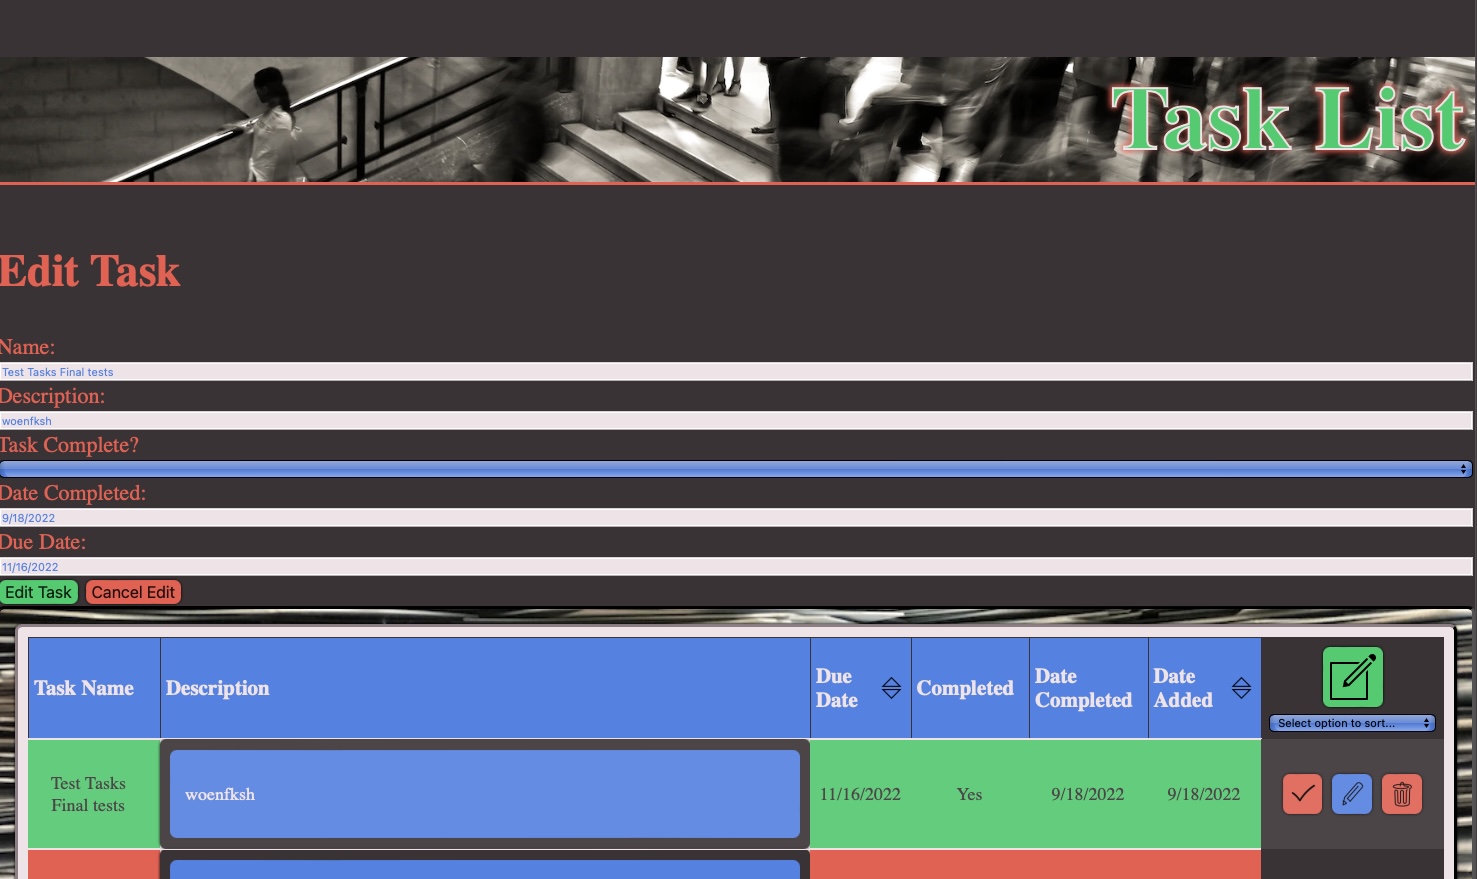 Task List
Edit Task
Name:
Test Tasks Final tests
Description:
woenfksh
Task Complete?
Date Completed:
9/18/2022
Due Date:
11/16/2022
Edit Task Cancel Edit
Task Name Description Due Date Completed Date Completed Date Added
Select option to sort...
Test Tasks Final tests woenfksh 11/16/2022 Yes 9/18/2022 9/18/2022